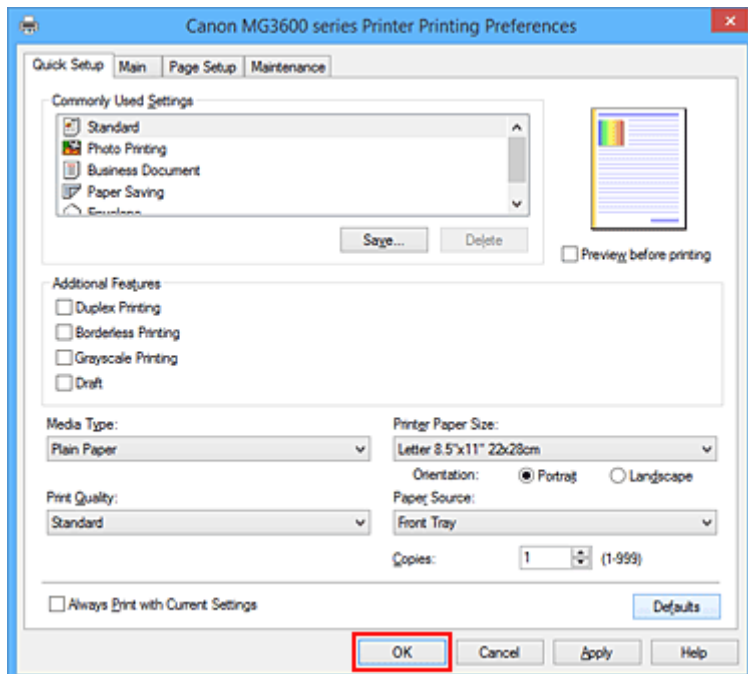 Canon MG3600 series Printer Printing Preferences
Quick Setup Main Page Setup Maintenance
Commonly Used Settings
Standard
Photo Printing
Business Document
Paper Saving
Envelope
Save... Delete
Preview before printing
Additional Features
Duplex Printing
Borderless Printing
Grayscale Printing
Draft
Media Type: Printer Paper Size:
Plain Paper Letter 8.5"x11" 22x28cm
Orientation: Portrait Landscape
Print Quality: Paper Source:
Standard Front Tray
Copies: 1 (1-999)
Always Print with Current Settings Defaults
OK Cancel Apply Help